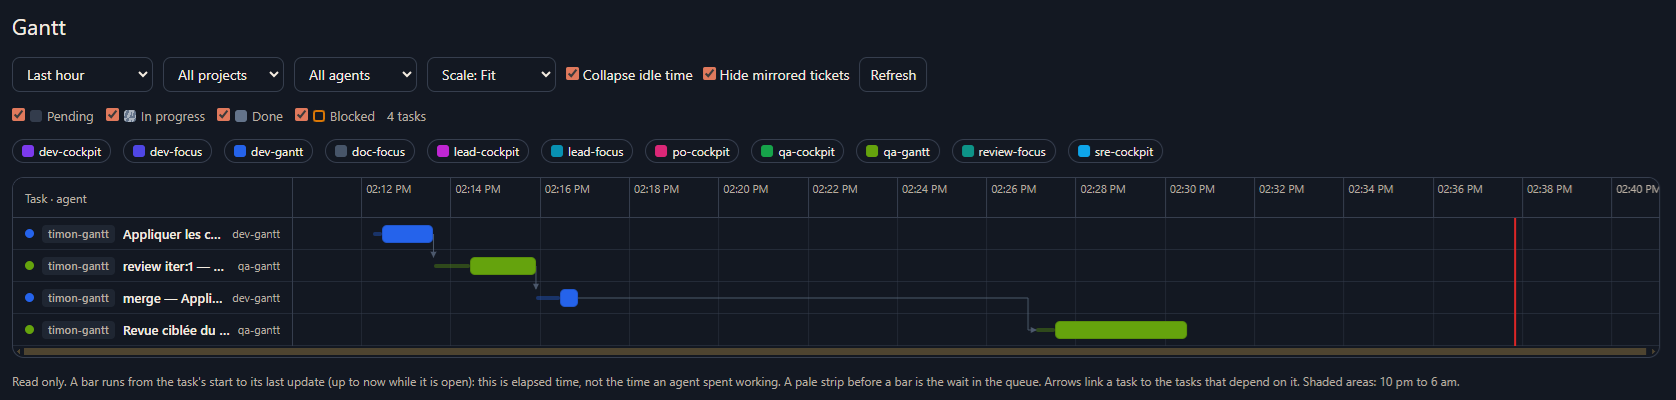 Gantt
Last hour All projects All agents Scale: Fit Collapse idle time Hide mirrored tickets Refresh
Pending In progress Done Blocked 4 tasks
dev-cockpit dev-focus dev-gantt doc-focus lead-cockpit lead-focus po-cockpit qa-cockpit qa-gantt review-focus sre-cockpit
Task · agent 02:12 PM 02:14 PM 02:16 PM 02:18 PM 02:20 PM 02:22 PM 02:24 PM 02:26 PM 02:28 PM 02:30 PM 02:32 PM 02:34 PM 02:36 PM 02:38 PM 02:40 PM
timon-gantt Appliquer les c... dev-gantt
timon-gantt review iter:1 — ... qa-gantt
timon-gantt merge — Appli... dev-gantt
timon-gantt Revue ciblée du ... qa-gantt
Read only. A bar runs from the task's start to its last update (up to now while it is open): this is elapsed time, not the time an agent spent working. A pale strip before a bar is the wait in the queue. Arrows link a task to the tasks that depend on it. Shaded areas: 10 pm to 6 am.